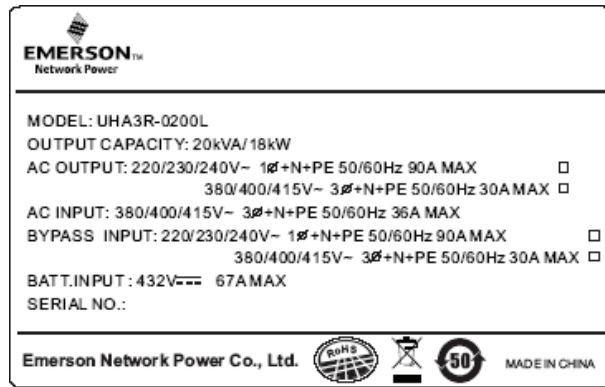 EMERSON™
Network Power
MODEL: UHA3R-0200L
OUTPUT CAPACITY: 20kVA/18kW
AC OUTPUT: 220/230/240V~ 1ø+N+PE 50/60Hz 90A MAX □
380/400/415V~ 3ø+N+PE 50/60Hz 30A MAX □
AC INPUT: 380/400/415V~ 3ø+N+PE 50/60Hz 36A MAX
BYPASS INPUT: 220/230/240V~ 1ø+N+PE 50/60Hz 90A MAX □
380/400/415V~ 3ø+N+PE 50/60Hz 30A MAX □
BATT.INPUT: 432V⎓ 67A MAX
SERIAL NO.:
Emerson Network Power Co., Ltd. RoHS 50 MADE IN CHINA